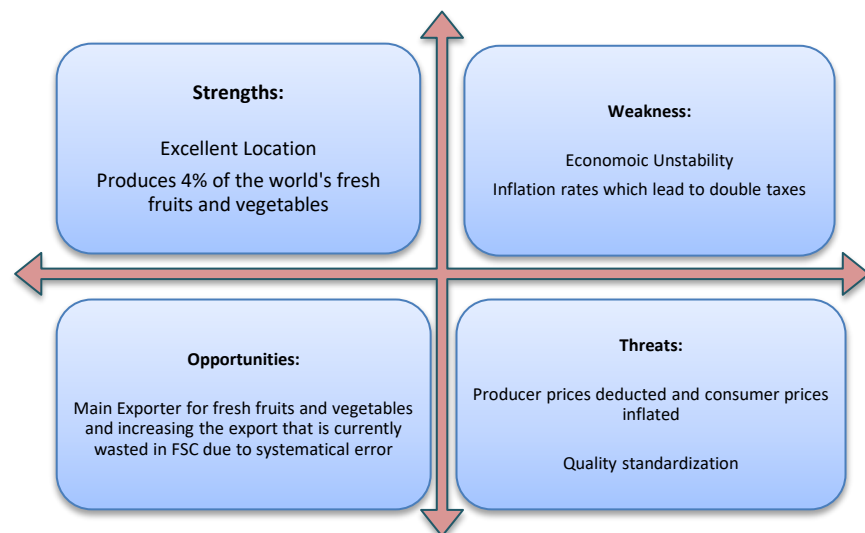 Strengths:
Excellent Location
Produces 4% of the world's fresh
fruits and vegetables
Weakness:
Economoic Unstability
Inflation rates which lead to double taxes
Opportunities:
Main Exporter for fresh fruits and vegetables
and increasing the export that is currently
wasted in FSC due to systematical error
Threats:
Producer prices deducted and consumer prices
inflated
Quality standardization